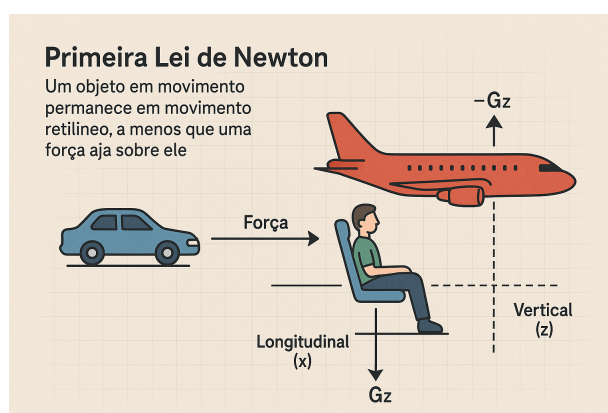 Primeira Lei de Newton
Um objeto em movimento
permanece em movimento
retilineo, a menos que uma
força aja sobre ele
−Gz
Força
Vertical
(z)
Longitudinal
(x)
Gz